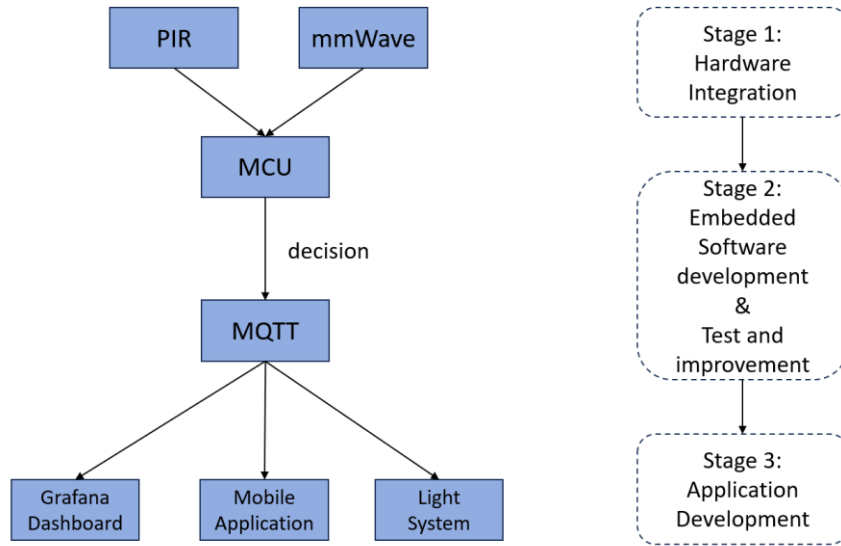 PIR
mmWave
MCU
decision
MQTT
Grafana
Dashboard
Mobile
Application
Light
System
Stage 1:
Hardware
Integration
Stage 2:
Embedded
Software
development
&
Test and
improvement
Stage 3:
Application
Development